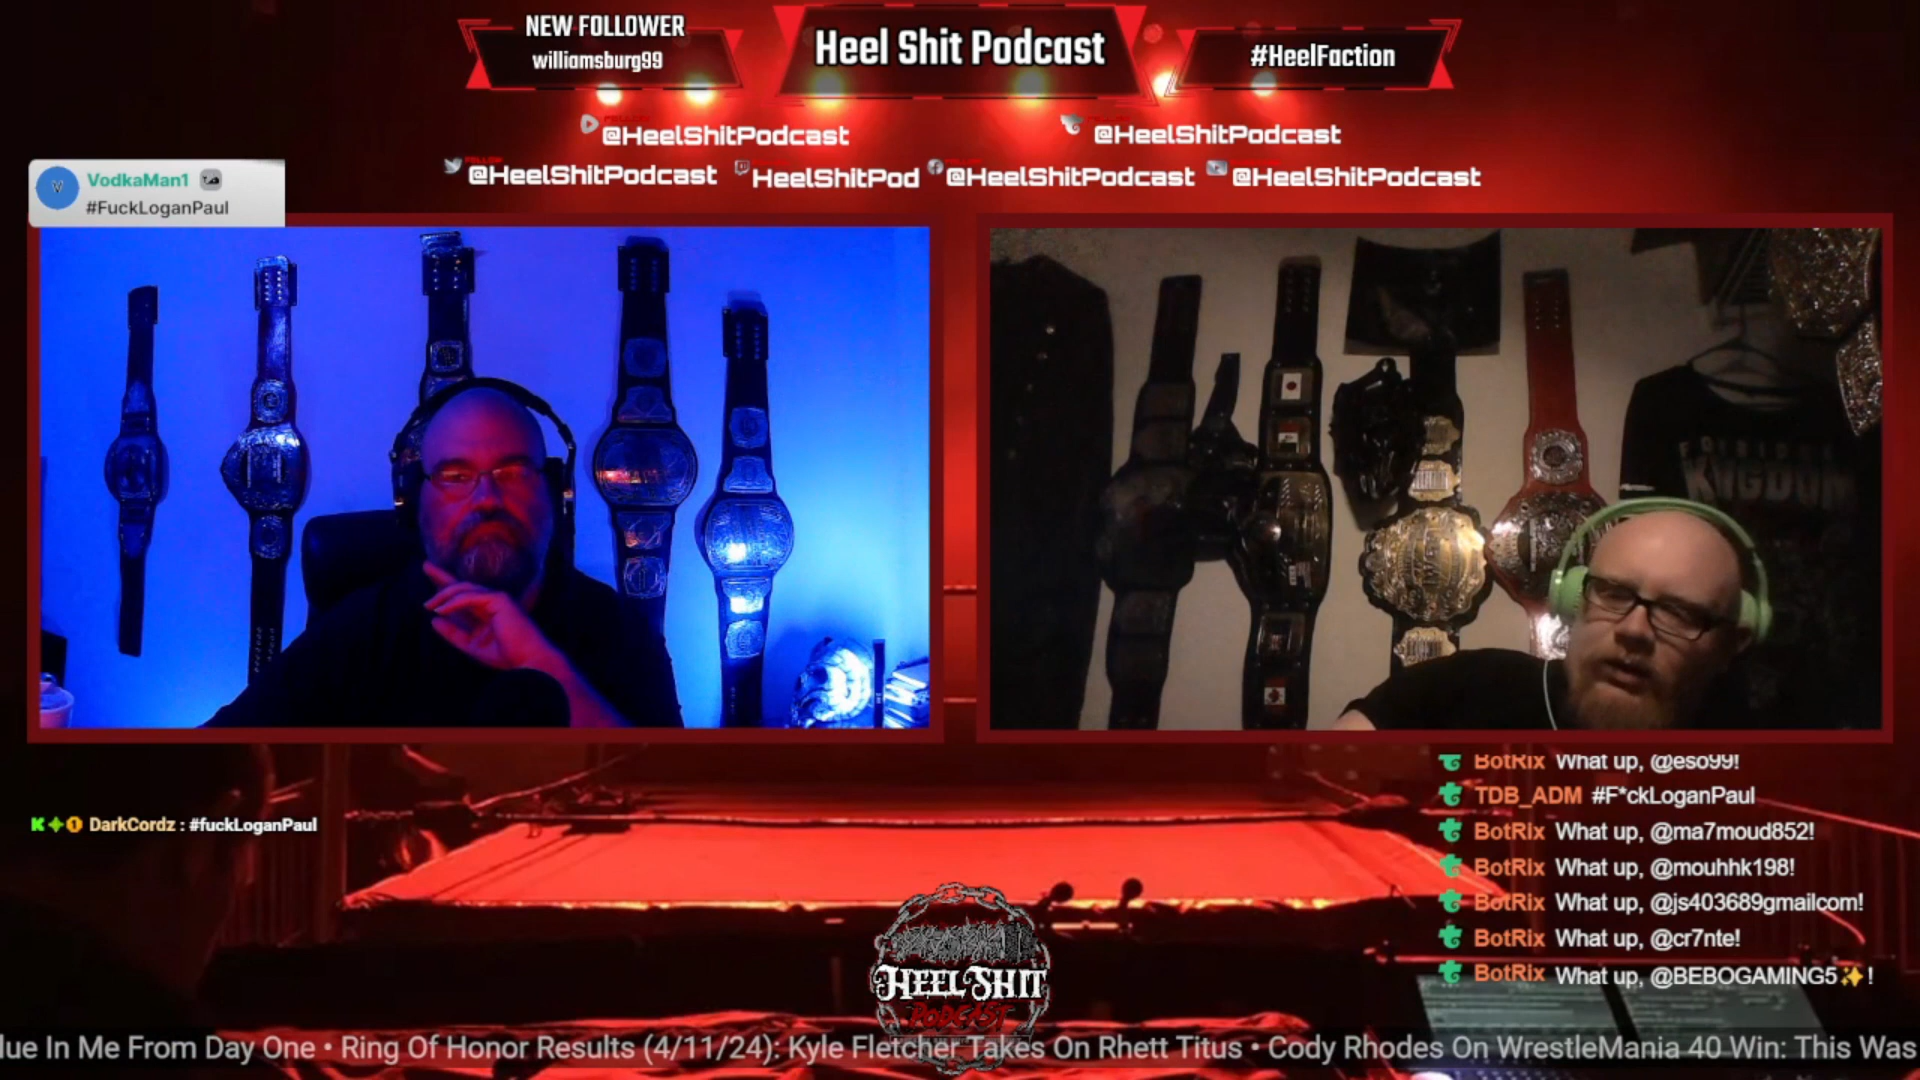 NEW FOLLOWER
williamsburg99
Heel Shit Podcast
#HeelFaction
@HeelShitPodcast
@HeelShitPodcast
@HeelShitPodcast
HeelShitPod
@HeelShitPodcast
@HeelShitPodcast
V
VodkaMan1
#FuckLoganPaul
KINGDOM
BotRix What up, @eso99!
TDB_ADM #F*ckLoganPaul
BotRix What up, @ma7moud852!
BotRix What up, @mouhhk198!
BotRix What up, @js403689gmailcom!
BotRix What up, @cr7nte!
BotRix What up, @BEBOGAMING5✨!
K 1 DarkCordz : #fuckLoganPaul
HEEL SHIT
PODCAST
lue In Me From Day One • Ring Of Honor Results (4/11/24): Kyle Fletcher Takes On Rhett Titus • Cody Rhodes On WrestleMania 40 Win: This Was